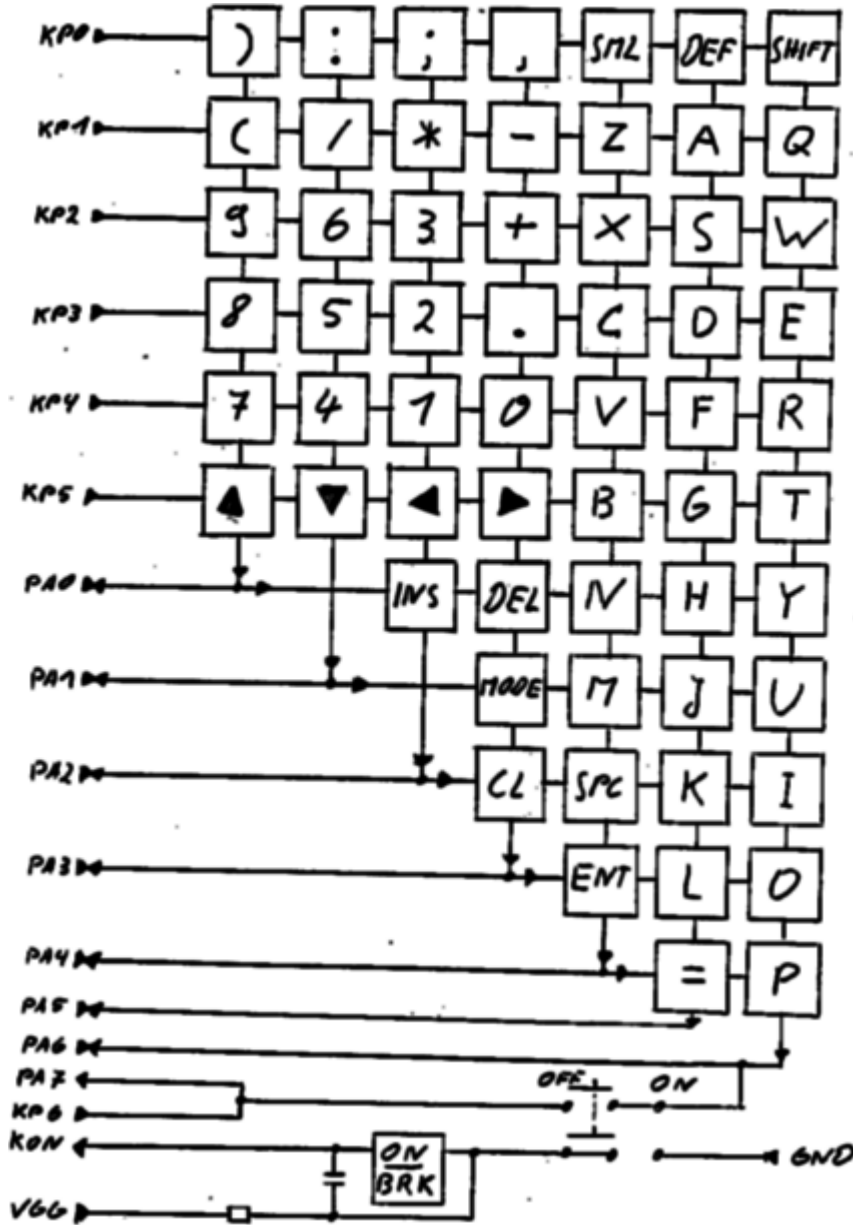 KP0 ) : ; , SML DEF SHIFT
KP1 ( / * - Z A Q
KP2 9 6 3 + X S W
KP3 8 5 2 . C D E
KP4 7 4 1 0 V F R
KP5 ▲ ▼ ◀ ▶ B G T
PA0 INS DEL N H Y
PA1 MODE M J U
PA2 CL SPC K I
PA3 ENT L O
PA4 = P
PA5
PA6
PA7 OFF ON
KP6
KON ON GND
BRK
VGG